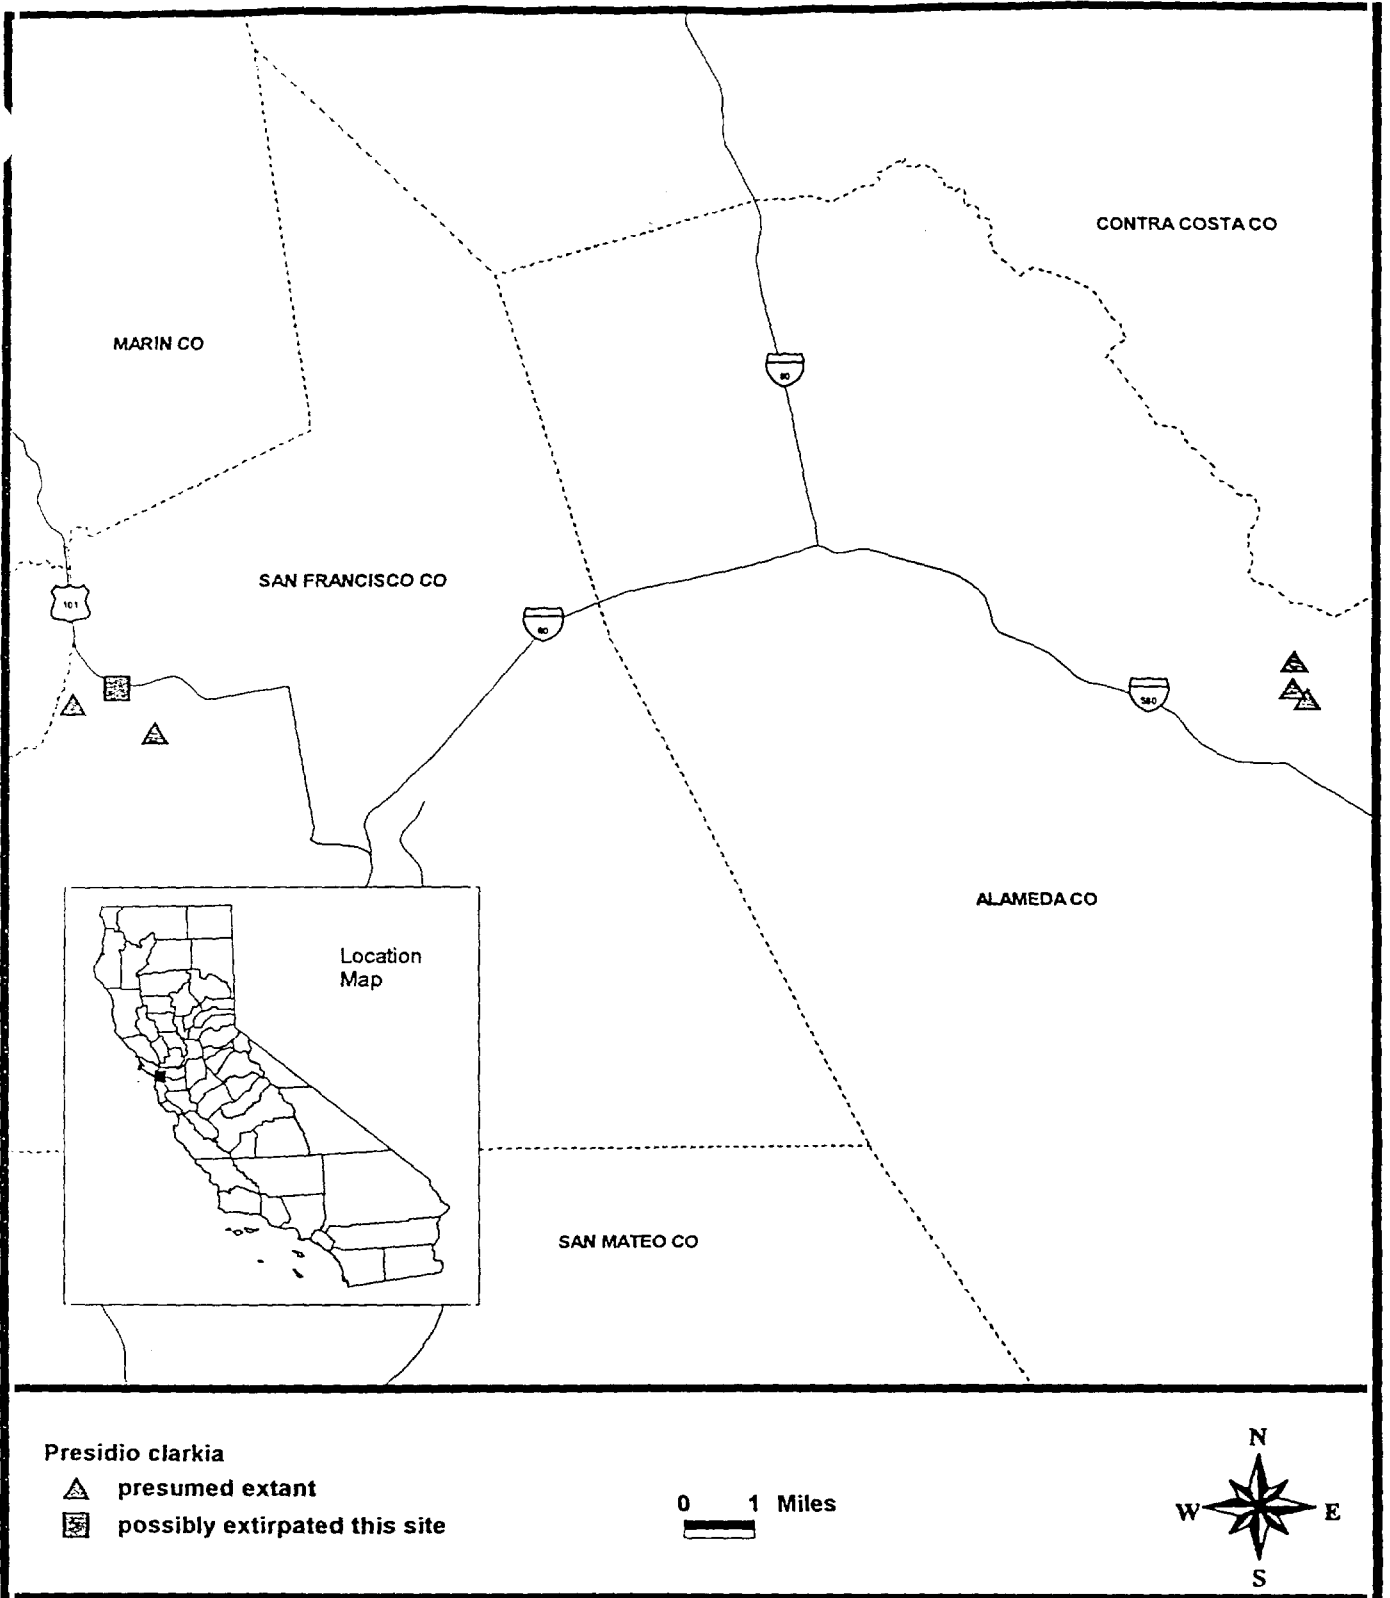 CONTRA COSTA CO
MARIN CO
80
SAN FRANCISCO CO
101
80
580
ALAMEDA CO
Location
Map
SAN MATEO CO
Presidio clarkia
presumed extant
possibly extirpated this site
0 1 Miles
N
W E
S